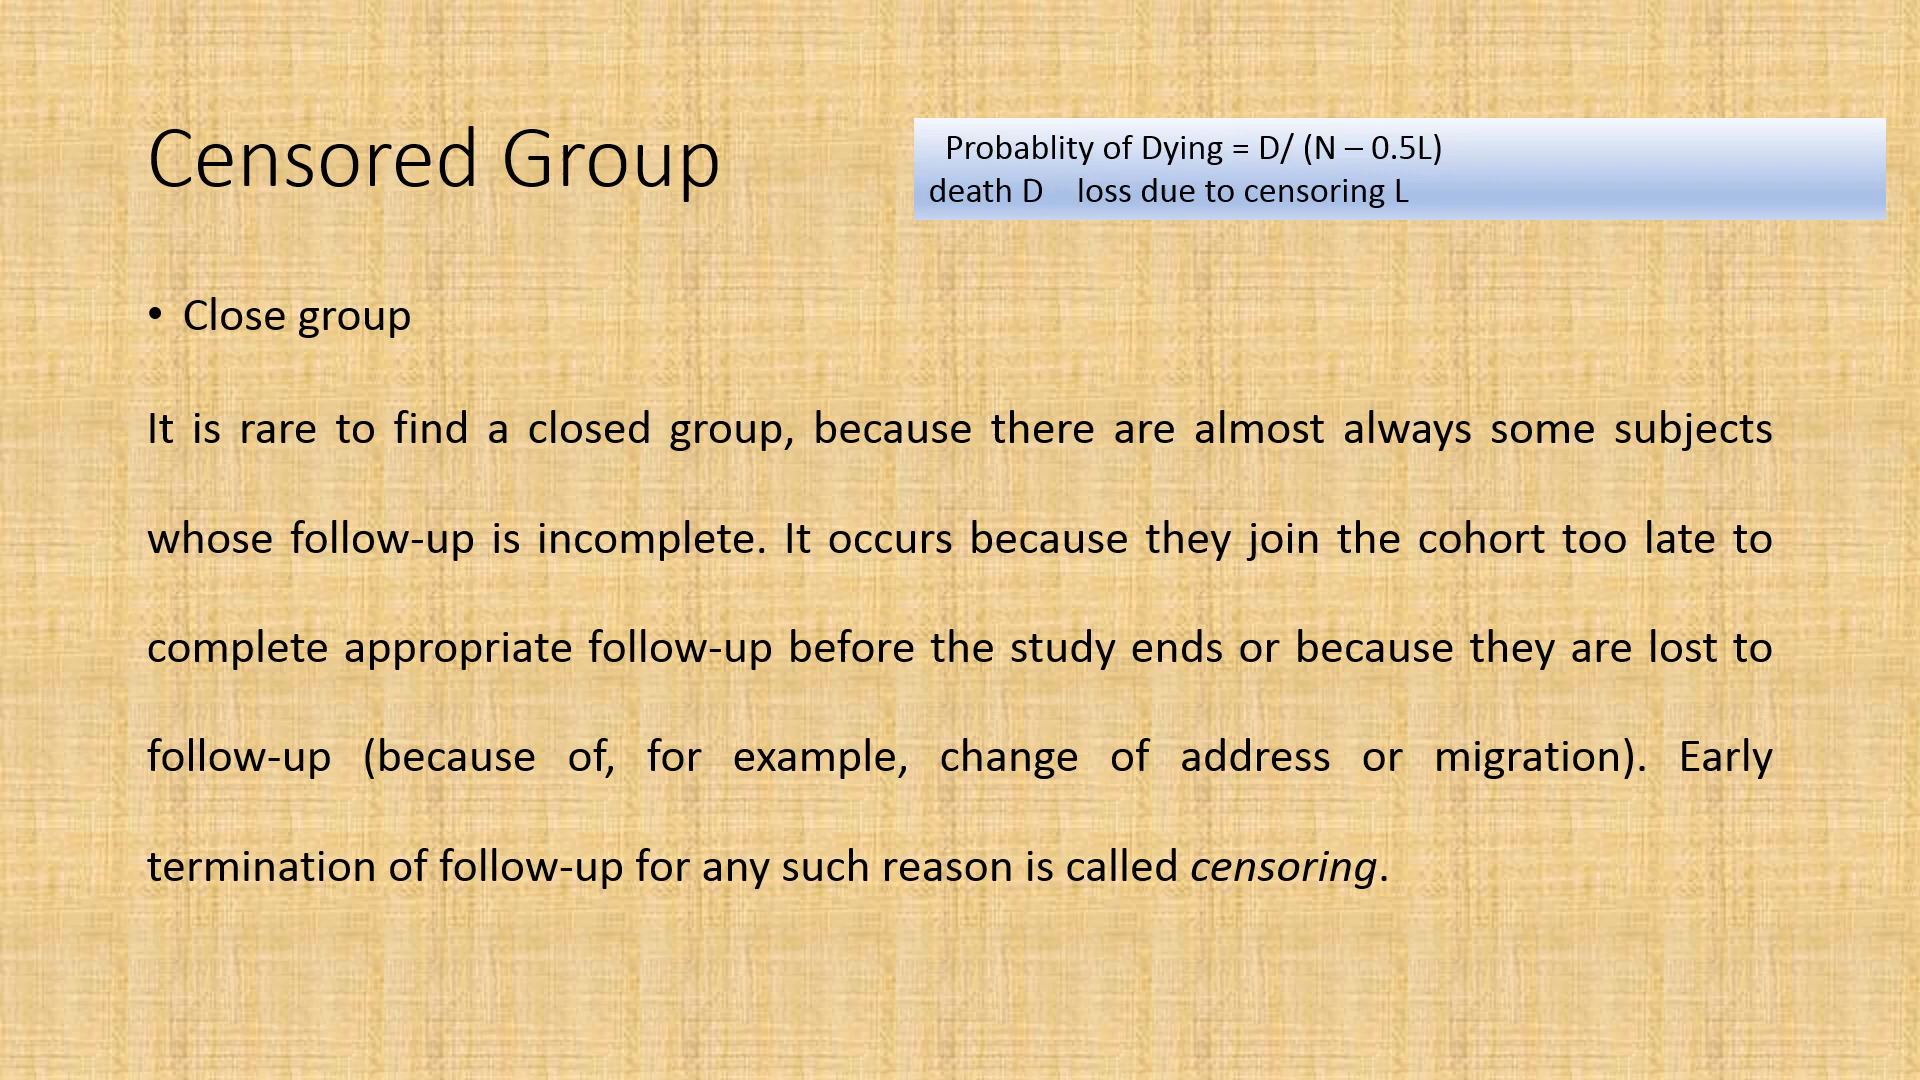 Censored Group
Probablity of Dying = D/ (N – 0.5L)
death D    loss due to censoring L
• Close group
It is rare to find a closed group, because there are almost always some subjects
whose follow-up is incomplete. It occurs because they join the cohort too late to
complete appropriate follow-up before the study ends or because they are lost to
follow-up (because of, for example, change of address or migration). Early
termination of follow-up for any such reason is called censoring.